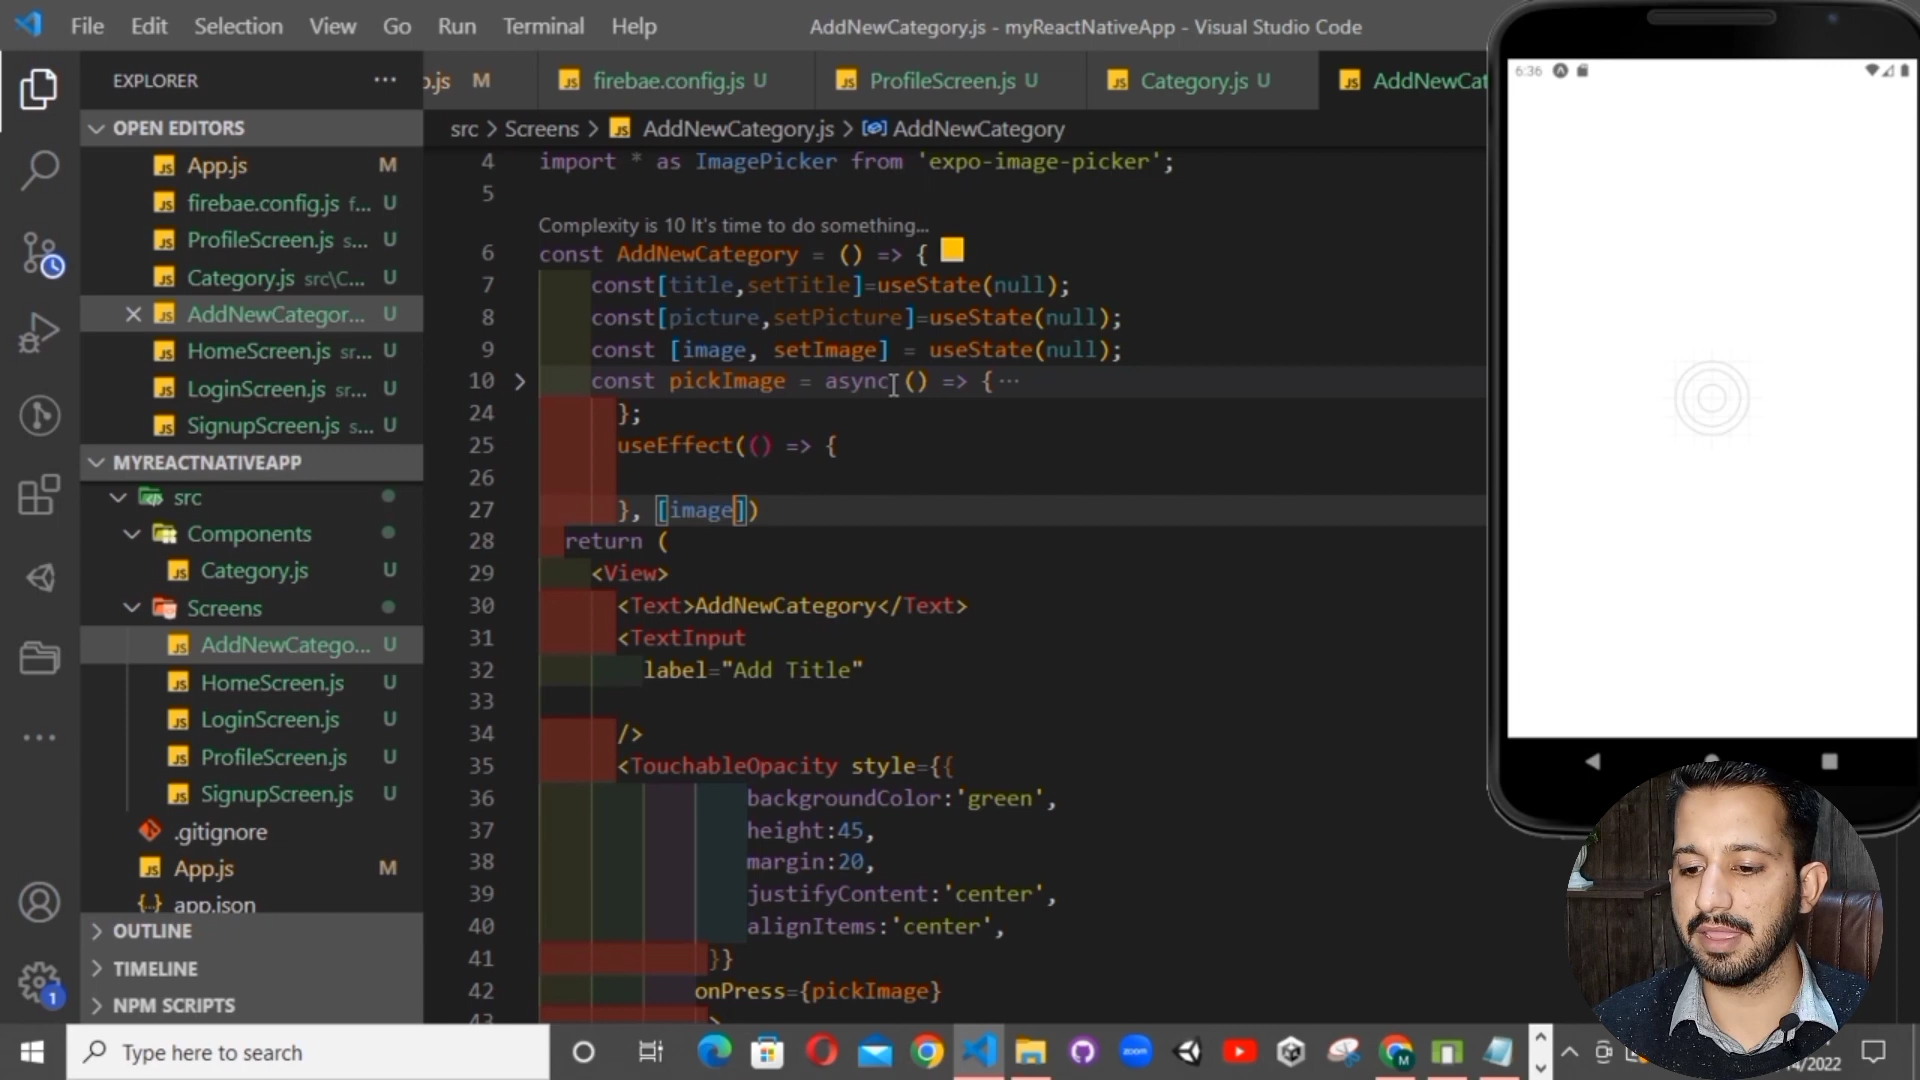 File Edit Selection View Go Run Terminal Help
AddNewCategory.js - myReactNativeApp - Visual Studio Code
EXPLORER
p.js M
firebae.config.js U
ProfileScreen.js U
Category.js U
AddNewCat
OPEN EDITORS
App.js M
firebae.config.js f... U
ProfileScreen.js s... U
Category.js src\C... U
AddNewCategor... U
HomeScreen.js sr... U
LoginScreen.js sr... U
SignupScreen.js s... U
MYREACTNATIVEAPP
src
Components
Category.js U
Screens
AddNewCatego... U
HomeScreen.js U
LoginScreen.js U
ProfileScreen.js U
SignupScreen.js U
.gitignore
App.js M
app.json
OUTLINE
TIMELINE
NPM SCRIPTS
1
src > Screens > AddNewCategory.js > AddNewCategory
4 import * as ImagePicker from 'expo-image-picker';
5
Complexity is 10 It's time to do something...
6 const AddNewCategory = () => {
7 const[title,setTitle]=useState(null);
8 const[picture,setPicture]=useState(null);
9 const [image, setImage] = useState(null);
10 const pickImage = async () => {···
24 };
25 useEffect(() => {
26
27 }, [image])
28 return (
29 <View>
30 <Text>AddNewCategory</Text>
31 <TextInput
32 label="Add Title"
33
34 />
35 <TouchableOpacity style={{
36 backgroundColor:'green',
37 height:45,
38 margin:20,
39 justifyContent:'center',
40 alignItems:'center',
41 }}
42 onPress={pickImage}
43 >
6:36
Type here to search
zoom
M
4/2022